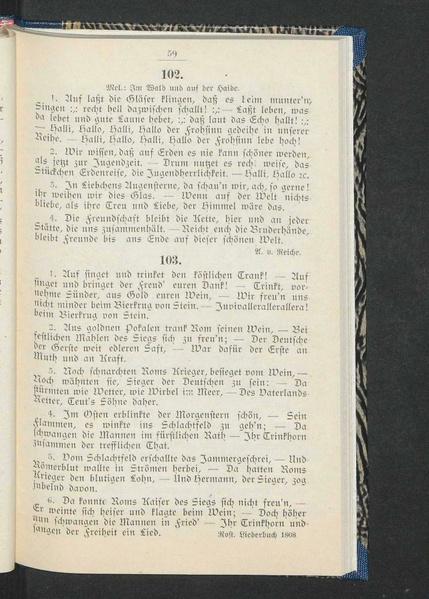 59
102.
Mel.: Im Wald und auf der Haide.
1. Auf laßt die Gläser klingen, daß es beim munter'n
Singen :,: recht hell dazwischen schallt! :,: — Laßt leben, was
da lebet und gute Laune hebet, :,: daß laut das Echo hallt! :,:
— Halli, Hallo, Halli, Hallo der Frohsinn gedeihe in unserer
Reihe. — Halli, Hallo, Halli, Hallo der Frohsinn lebe hoch!
2. Wir wissen, daß auf Erden es nie kann schöner werden,
als jetzt zur Jugendzeit. — Drum nutzet es recht weise, das
Stückchen Erdenreise, die Jugendherrlichkeit. — Halli, Hallo ꝛc.
3. In Liebchens Augensterne, da schau'n wir, ach, so gerne!
ihr weihen wir dies Glas. — Wenn auf der Welt nichts
bliebe, als ihre Treu und Liebe, der Himmel wäre das.
4. Die Freundschaft bleibt die Kette, hier und an jeder
Stätte, die uns zusammenhält. — Reicht euch die Bruderhände,
bleibt Freunde bis ans Ende auf dieser schönen Welt.
A. v. Reiche.
103.
1. Auf singet und trinket den köstlichen Trank! — Auf
singet und bringet der Freud' euren Dank! — Trinkt, vor-
nehme Sünder, aus Gold euren Wein, — Wir freu'n uns
nicht minder beim Bierkrug von Stein. — Juvivallerallerallera!
beim Bierkrug von Stein.
2. Aus goldnen Pokalen trank Rom seinen Wein, — Bei
festlichen Mahlen des Siegs sich zu freu'n; — Der Deutsche
der Gerste weit edleren Saft, — War dafür der Erste an
Muth und an Kraft.
3. Noch schnarchten Roms Krieger, besieget vom Wein, —
Noch wähnten sie, Sieger der Deutschen zu sein: — Da
stürmten wie Wetter, wie Wirbel im Meer, — Des Vaterlands
Retter, Teut's Söhne daher.
4. Im Osten erblinkte der Morgenstern schön, — Sein
Flammen, es winkte ins Schlachtfeld zu geh'n; — Da
schwangen die Mannen im fürstlichen Rath — Ihr Trinkhorn
zusammen der trefflichen That.
5. Vom Schlachtfeld erschallte das Jammergeschrei, — Und
Römerblut wallte in Strömen herbei, — Da hatten Roms
Krieger den blutigen Lohn, — Und Hermann, der Sieger, zog
jubelnd davon.
6. Da konnte Roms Kaiser des Siegs sich nicht freu'n, —
Er weinte sich heiser und klagte beim Wein; — Doch höher
nun schwangen die Mannen in Fried' — Ihr Trinkhorn und
sangen der Freiheit ein Lied.
Rost. Liederbuch 1808